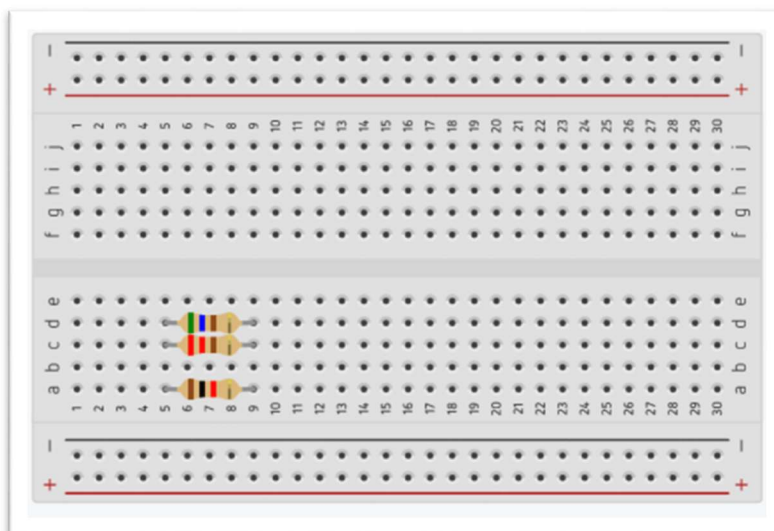 − −
+ +
1 2 3 4 5 6 7 8 9 10 11 12 13 14 15 16 17 18 19 20 21 22 23 24 25 26 27 28 29 30
j j
i i
h h
g g
f f
e e
d d
c c
b b
a a
1 2 3 4 5 6 7 8 9 10 11 12 13 14 15 16 17 18 19 20 21 22 23 24 25 26 27 28 29 30
− −
+ +